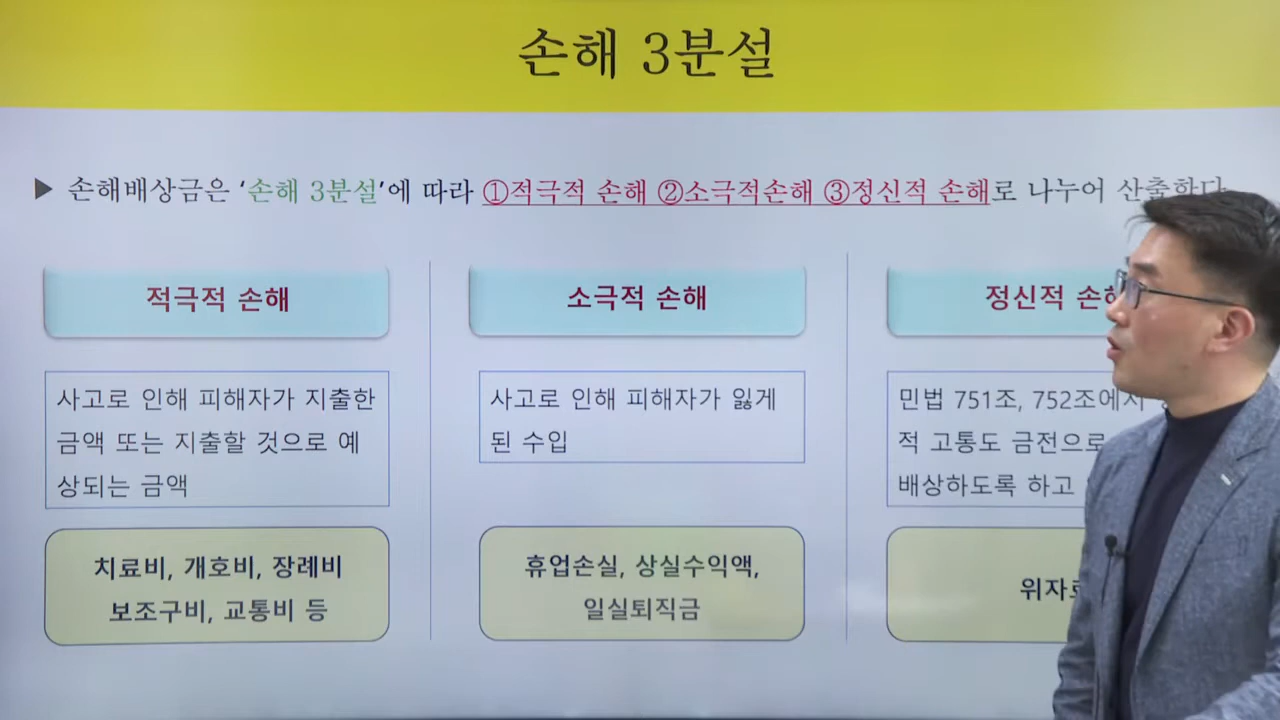 손해 3분설
▶ 손해배상금은 '손해 3분설'에 따라 ①적극적 손해 ②소극적손해 ③정신적 손해로 나누어 산출한다
적극적 손해
사고로 인해 피해자가 지출한
금액 또는 지출할 것으로 예
상되는 금액
치료비, 개호비, 장례비
보조구비, 교통비 등
소극적 손해
사고로 인해 피해자가 잃게
된 수입
휴업손실, 상실수익액,
일실퇴직금
정신적 손해
민법 751조, 752조에서
적 고통도 금전으로
배상하도록 하고
위자료